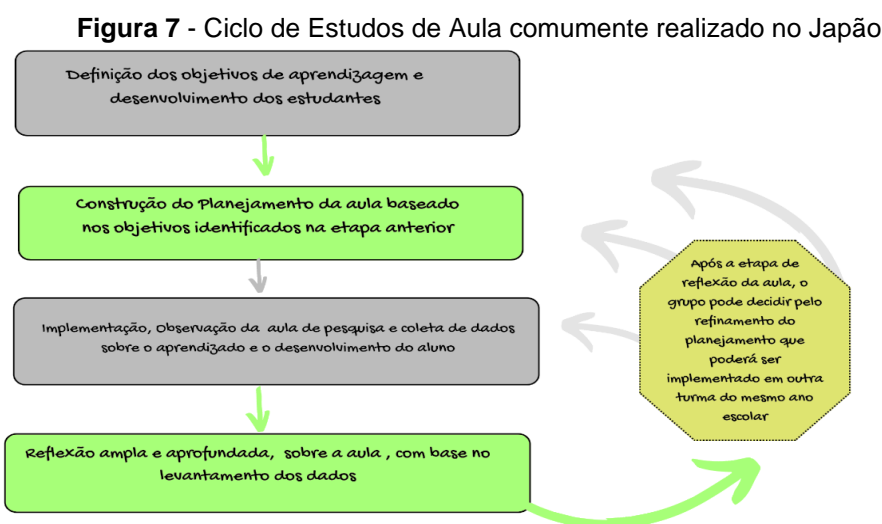 Figura 7 - Ciclo de Estudos de Aula comumente realizado no Japão
Definição dos objetivos de aprendizagem e
desenvolvimento dos estudantes
Construção do Planejamento da aula baseado
nos objetivos identificados na etapa anterior
Implementação, Observação da aula de pesquisa e coleta de dados
sobre o aprendizado e o desenvolvimento do aluno
Reflexão ampla e aprofundada, sobre a aula , com base no
levantamento dos dados
Após a etapa de
reflexão da aula, o
grupo pode decidir pelo
refinamento do
planejamento que
poderá ser
implementado em outra
turma do mesmo ano
escolar